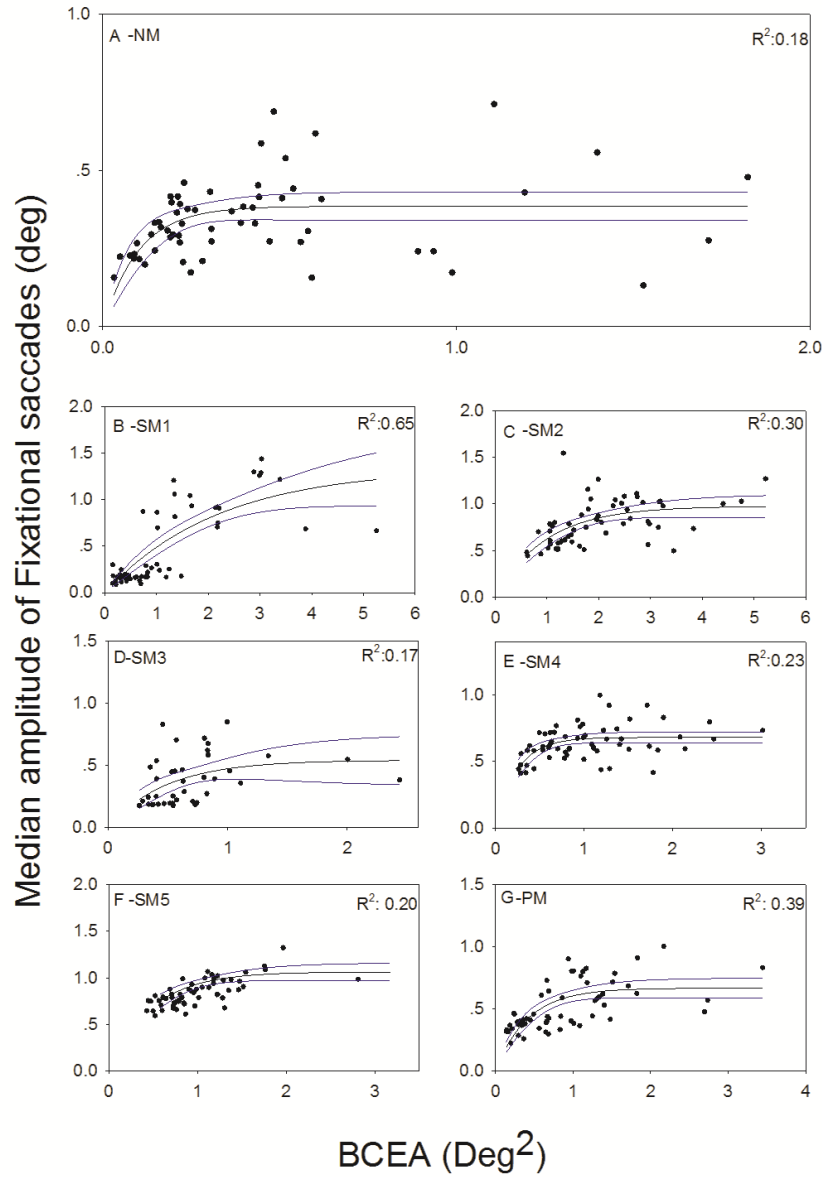 Median amplitude of Fixational saccades (deg)
A -NM
R²:0.18
1.0
.5
0.0
0.0 1.0 2.0
B -SM1
R²:0.65
2.0
1.5
1.0
.5
0.0
0 1 2 3 4 5 6
C -SM2
R²:0.30
2.0
1.5
1.0
.5
0.0
0 1 2 3 4 5 6
D-SM3
R²:0.17
1.5
1.0
.5
0.0
0 1 2
E -SM4
R²:0.23
1.0
.5
0.0
0 1 2 3
F -SM5
R²: 0.20
2.0
1.5
1.0
.5
0.0
0 1 2 3
G-PM
R²: 0.39
1.5
1.0
.5
0.0
0 1 2 3 4
BCEA (Deg²)